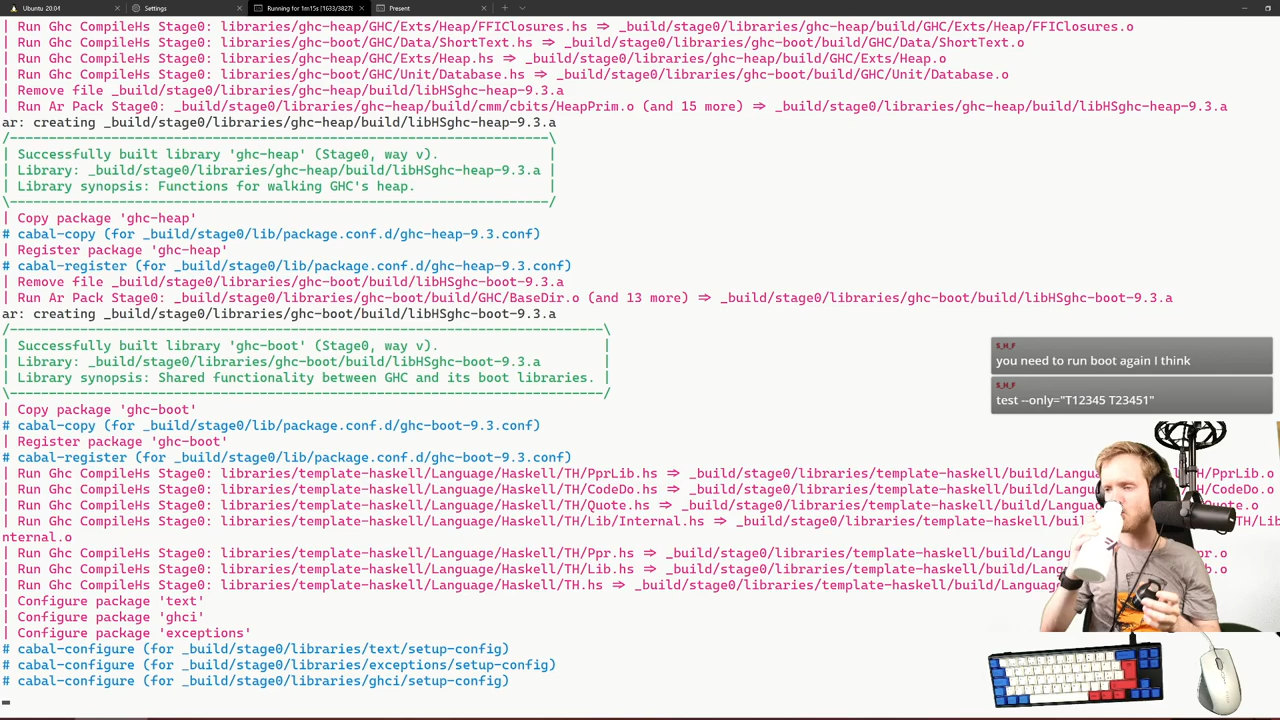 Ubuntu 20.04
Settings
Running for 1m15s [1633/3827
Present
| Run Ghc CompileHs Stage0: libraries/ghc-heap/GHC/Exts/Heap/FFIClosures.hs => _build/stage0/libraries/ghc-heap/build/GHC/Exts/Heap/FFIClosures.o
| Run Ghc CompileHs Stage0: libraries/ghc-boot/GHC/Data/ShortText.hs => _build/stage0/libraries/ghc-boot/build/GHC/Data/ShortText.o
| Run Ghc CompileHs Stage0: libraries/ghc-heap/GHC/Exts/Heap.hs => _build/stage0/libraries/ghc-heap/build/GHC/Exts/Heap.o
| Run Ghc CompileHs Stage0: libraries/ghc-boot/GHC/Unit/Database.hs => _build/stage0/libraries/ghc-boot/build/GHC/Unit/Database.o
| Remove file _build/stage0/libraries/ghc-heap/build/libHSghc-heap-9.3.a
| Run Ar Pack Stage0: _build/stage0/libraries/ghc-heap/build/cmm/cbits/HeapPrim.o (and 15 more) => _build/stage0/libraries/ghc-heap/build/libHSghc-heap-9.3.a
ar: creating _build/stage0/libraries/ghc-heap/build/libHSghc-heap-9.3.a
/---------------------------------------------------------------------\
| Successfully built library 'ghc-heap' (Stage0, way v). |
| Library: _build/stage0/libraries/ghc-heap/build/libHSghc-heap-9.3.a |
| Library synopsis: Functions for walking GHC's heap. |
\---------------------------------------------------------------------/
| Copy package 'ghc-heap'
# cabal-copy (for _build/stage0/lib/package.conf.d/ghc-heap-9.3.conf)
| Register package 'ghc-heap'
# cabal-register (for _build/stage0/lib/package.conf.d/ghc-heap-9.3.conf)
| Remove file _build/stage0/libraries/ghc-boot/build/libHSghc-boot-9.3.a
| Run Ar Pack Stage0: _build/stage0/libraries/ghc-boot/build/GHC/BaseDir.o (and 13 more) => _build/stage0/libraries/ghc-boot/build/libHSghc-boot-9.3.a
ar: creating _build/stage0/libraries/ghc-boot/build/libHSghc-boot-9.3.a
/----------------------------------------------------------------------------\
| Successfully built library 'ghc-boot' (Stage0, way v). |
| Library: _build/stage0/libraries/ghc-boot/build/libHSghc-boot-9.3.a |
| Library synopsis: Shared functionality between GHC and its boot libraries. |
\----------------------------------------------------------------------------/
| Copy package 'ghc-boot'
# cabal-copy (for _build/stage0/lib/package.conf.d/ghc-boot-9.3.conf)
| Register package 'ghc-boot'
# cabal-register (for _build/stage0/lib/package.conf.d/ghc-boot-9.3.conf)
| Run Ghc CompileHs Stage0: libraries/template-haskell/Language/Haskell/TH/PprLib.hs => _build/stage0/libraries/template-haskell/build/Langu H/PprLib.o
| Run Ghc CompileHs Stage0: libraries/template-haskell/Language/Haskell/TH/CodeDo.hs => _build/stage0/libraries/template-haskell/build/Langu H/CodeDo.o
| Run Ghc CompileHs Stage0: libraries/template-haskell/Language/Haskell/TH/Quote.hs => _build/stage0/libraries/template-haskell/build/Langua uote.o
| Run Ghc CompileHs Stage0: libraries/template-haskell/Language/Haskell/TH/Lib/Internal.hs => _build/stage0/libraries/template-haskell/buil TH/Lib
nternal.o
| Run Ghc CompileHs Stage0: libraries/template-haskell/Language/Haskell/TH/Ppr.hs => _build/stage0/libraries/template-haskell/build/Langu pr.o
| Run Ghc CompileHs Stage0: libraries/template-haskell/Language/Haskell/TH/Lib.hs => _build/stage0/libraries/template-haskell/build/Langu b.o
| Run Ghc CompileHs Stage0: libraries/template-haskell/Language/Haskell/TH.hs => _build/stage0/libraries/template-haskell/build/Language
| Configure package 'text'
| Configure package 'ghci'
| Configure package 'exceptions'
# cabal-configure (for _build/stage0/libraries/text/setup-config)
# cabal-configure (for _build/stage0/libraries/exceptions/setup-config)
# cabal-configure (for _build/stage0/libraries/ghci/setup-config)
S_H_F
you need to run boot again I think
S_H_F
test --only="T12345 T23451"